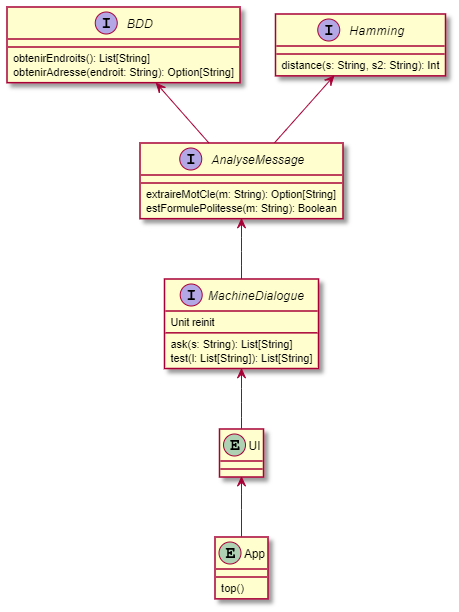 I BDD
obtenirEndroits(): List[String]
obtenirAdresse(endroit: String): Option[String]
I Hamming
distance(s: String, s2: String): Int
I AnalyseMessage
extraireMotCle(m: String): Option[String]
estFormulePolitesse(m: String): Boolean
I MachineDialogue
Unit reinit
ask(s: String): List[String]
test(l: List[String]): List[String]
E UI
E App
top()